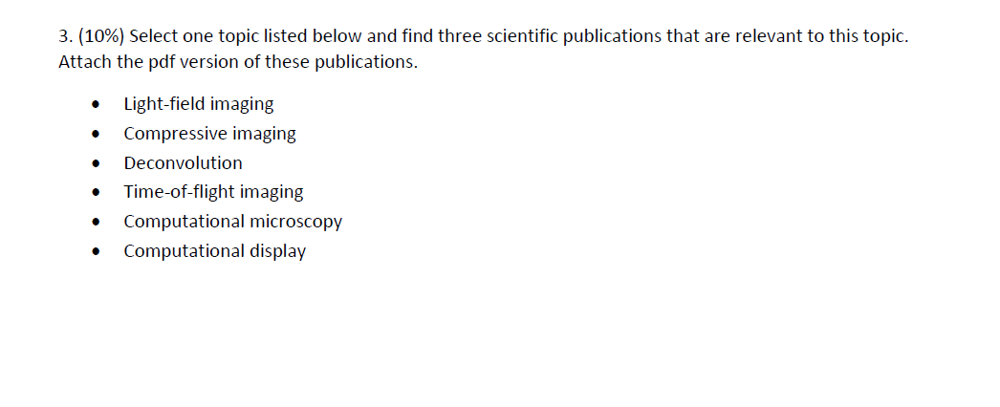 3. (10%) Select one topic listed below and find three scientific publications that are relevant to this topic.
Attach the pdf version of these publications.
• Light-field imaging
• Compressive imaging
• Deconvolution
• Time-of-flight imaging
• Computational microscopy
• Computational display